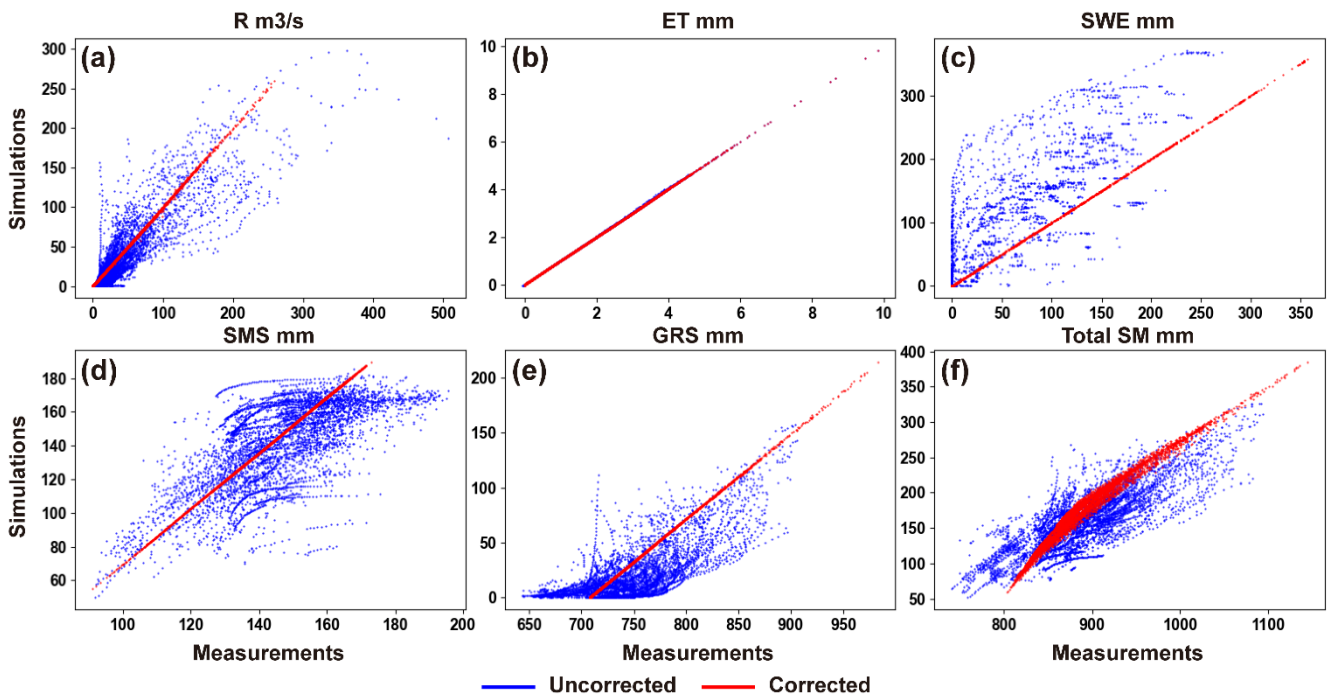 R m3/s
ET mm
SWE mm
(a)
300
250
200
150
100
50
0
0 100 200 300 400 500
(b)
10
8
6
4
2
0
0 2 4 6 8 10
(c)
300
200
100
0
0 50 100 150 200 250 300 350
Simulations
SMS mm
GRS mm
Total SM mm
(d)
180
160
140
120
100
80
60
100 120 140 160 180 200
(e)
200
150
100
50
0
650 700 750 800 850 900 950
(f)
400
350
300
250
200
150
100
50
800 900 1000 1100
Simulations
Measurements
Measurements
Measurements
Uncorrected
Corrected